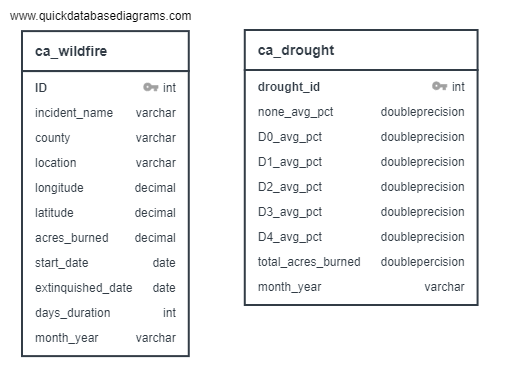 www.quickdatabasediagrams.com
ca_wildfire
ID int
incident_name varchar
county varchar
location varchar
longitude decimal
latitude decimal
acres_burned decimal
start_date date
extinquished_date date
days_duration int
month_year varchar
ca_drought
drought_id int
none_avg_pct doubleprecision
D0_avg_pct doubleprecision
D1_avg_pct doubleprecision
D2_avg_pct doubleprecision
D3_avg_pct doubleprecision
D4_avg_pct doubleprecision
total_acres_burned doublepercision
month_year varchar